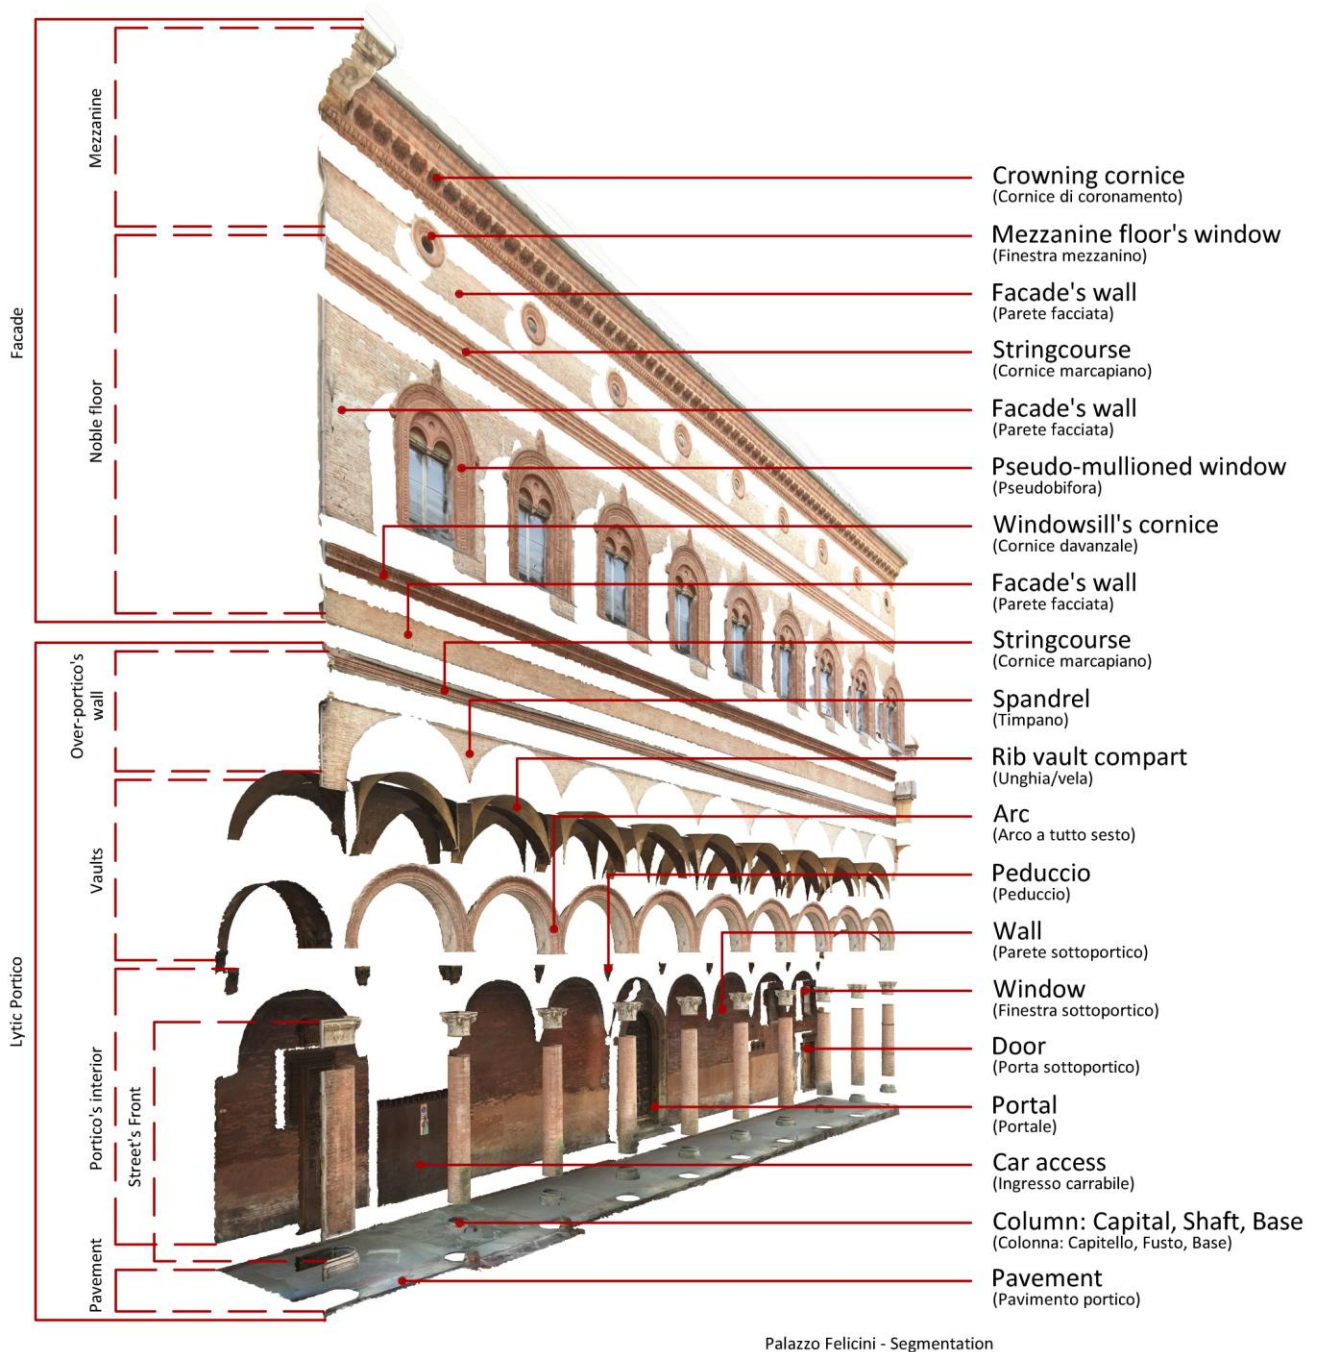 Mezzanine
Facade
Noble floor
Over-portico's
wall
Vaults
Lytic Portico
Portico's interior
Street's Front
Pavement
Crowning cornice
(Cornice di coronamento)
Mezzanine floor's window
(Finestra mezzanino)
Facade's wall
(Parete facciata)
Stringcourse
(Cornice marcapiano)
Facade's wall
(Parete facciata)
Pseudo-mullioned window
(Pseudobifora)
Windowsill's cornice
(Cornice davanzale)
Facade's wall
(Parete facciata)
Stringcourse
(Cornice marcapiano)
Spandrel
(Timpano)
Rib vault compart
(Unghia/vela)
Arc
(Arco a tutto sesto)
Peduccio
(Peduccio)
Wall
(Parete sottoportico)
Window
(Finestra sottoportico)
Door
(Porta sottoportico)
Portal
(Portale)
Car access
(Ingresso carrabile)
Column: Capital, Shaft, Base
(Colonna: Capitello, Fusto, Base)
Pavement
(Pavimento portico)
Palazzo Felicini - Segmentation